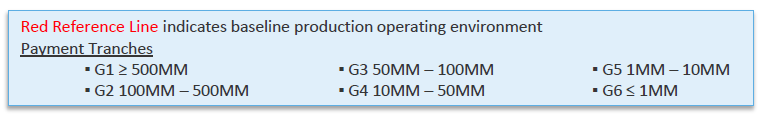 Red Reference Line indicates baseline production operating environment
Payment Tranches
▪ G1 ≥ 500MM ▪ G3 50MM – 100MM ▪ G5 1MM – 10MM
▪ G2 100MM – 500MM ▪ G4 10MM – 50MM ▪ G6 ≤ 1MM